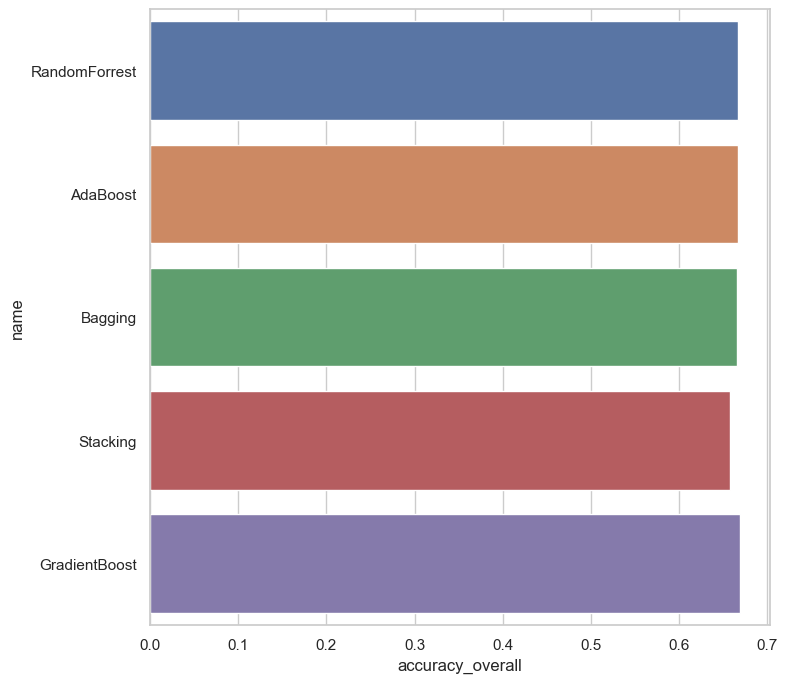 RandomForrest
AdaBoost
Bagging
Stacking
GradientBoost
name
0.0 0.1 0.2 0.3 0.4 0.5 0.6 0.7
accuracy_overall